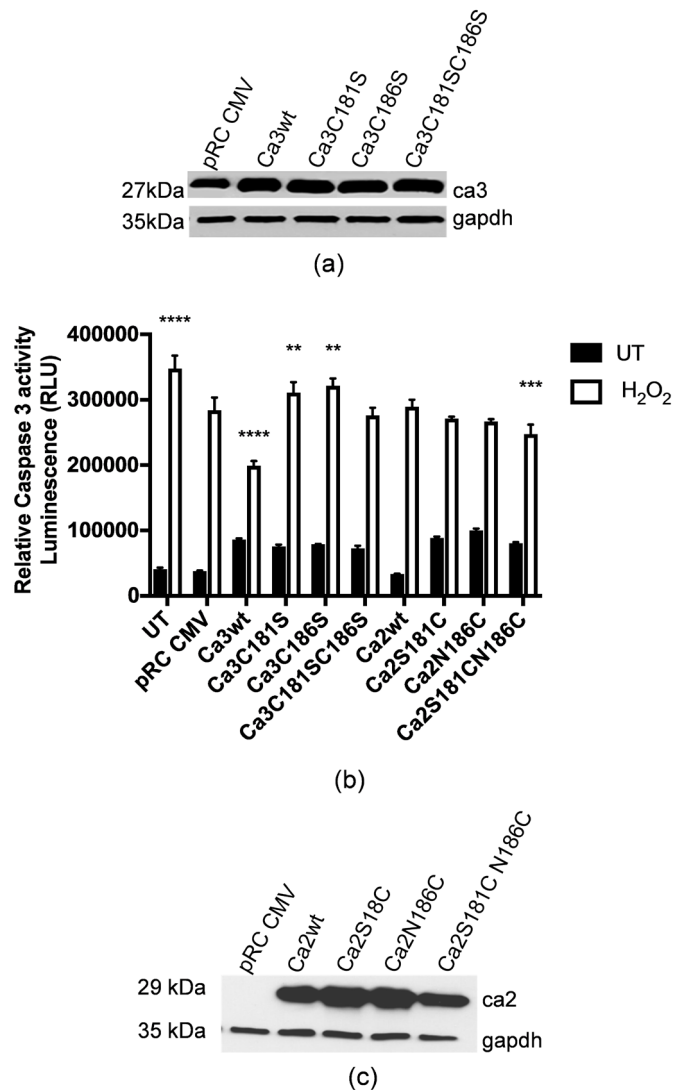 pRC CMV
Ca3wt
Ca3C181S
Ca3C186S
Ca3C181SC186S
27kDa
ca3
35kDa
gapdh
(a)
Relative Caspase 3 activity
Luminescence (RLU)
400000
300000
200000
100000
0
****
****
**
**
***
UT
H₂O₂
UT
pRC CMV
Ca3wt
Ca3C181S
Ca3C186S
Ca3C181SC186S
Ca2wt
Ca2S181C
Ca2N186C
Ca2S181CN186C
(b)
pRC CMV
Ca2wt
Ca2S18C
Ca2N186C
Ca2S181C N186C
29 kDa
ca2
35 kDa
gapdh
(c)